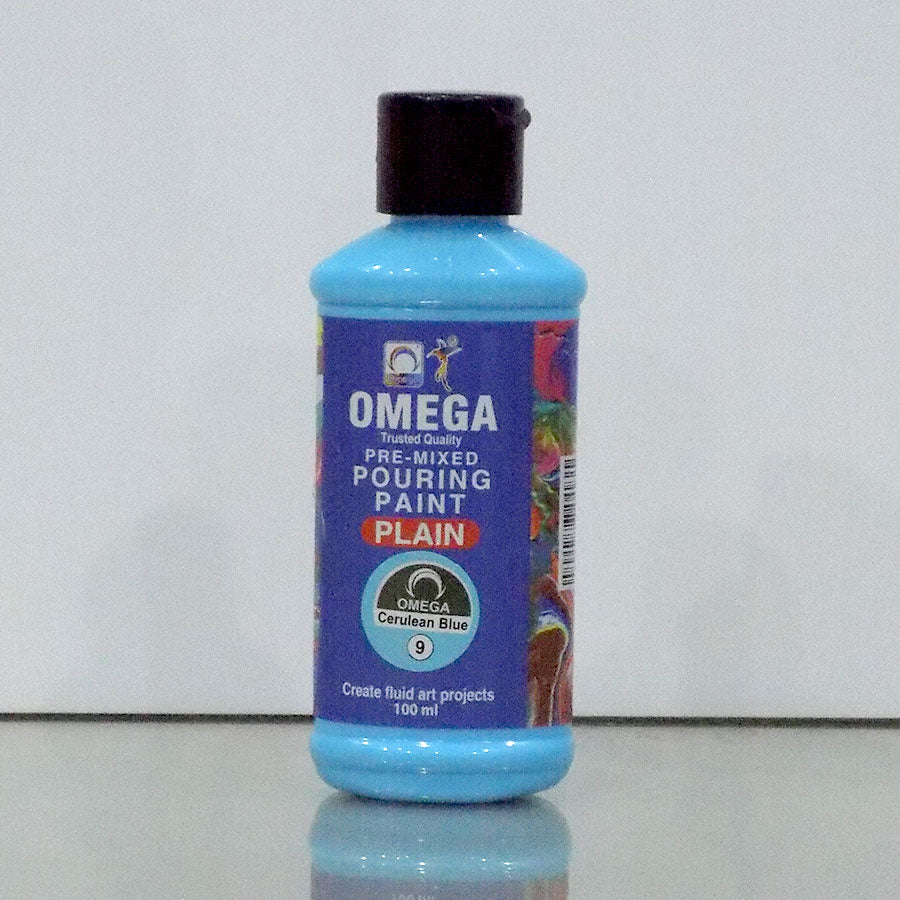 OMEGA
Trusted Quality
PRE-MIXED
POURING
PAINT
PLAIN
OMEGA
Cerulean Blue
9
Create fluid art projects
100 ml